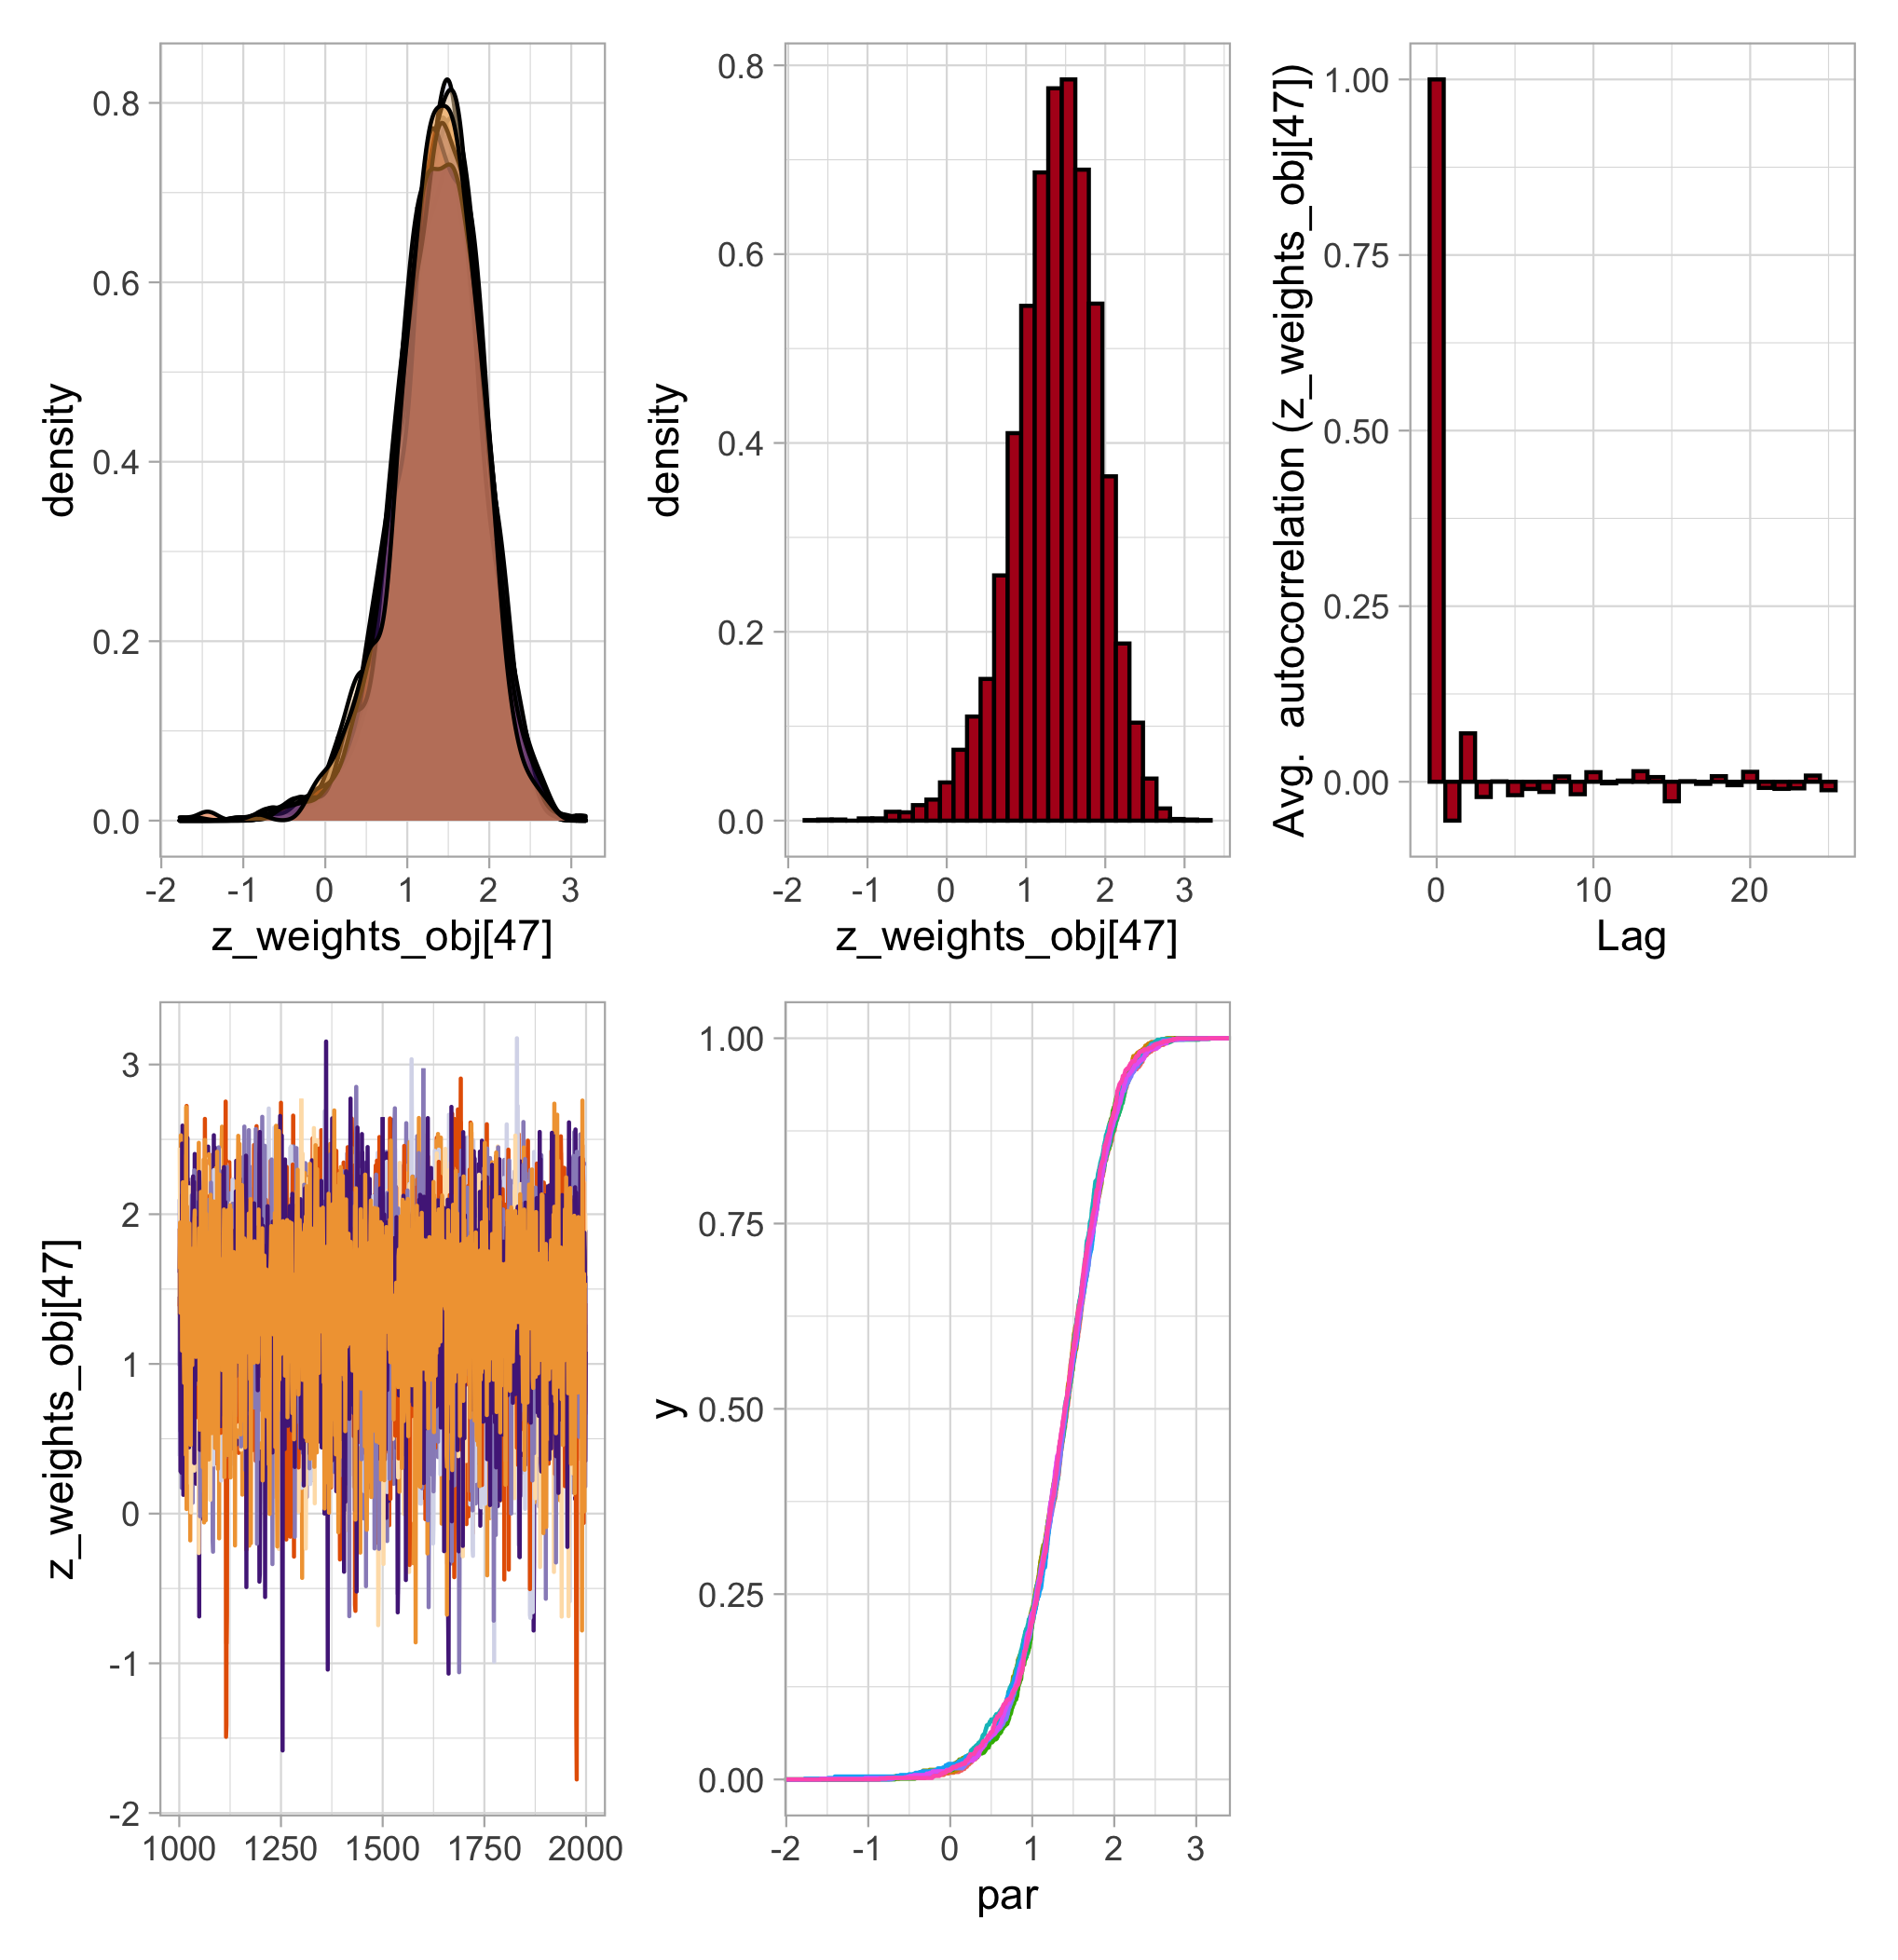 0.8
0.6
0.4
0.2
0.0
density
-2 -1 0 1 2 3
z_weights_obj[47]
0.8
0.6
0.4
0.2
0.0
density
-2 -1 0 1 2 3
z_weights_obj[47]
1.00
0.75
0.50
0.25
0.00
Avg. autocorrelation (z_weights_obj[47])
0 10 20
Lag
3
2
1
0
-1
-2
z_weights_obj[47]
1000 1250 1500 1750 2000
1.00
0.75
0.50
0.25
0.00
y
-2 -1 0 1 2 3
par